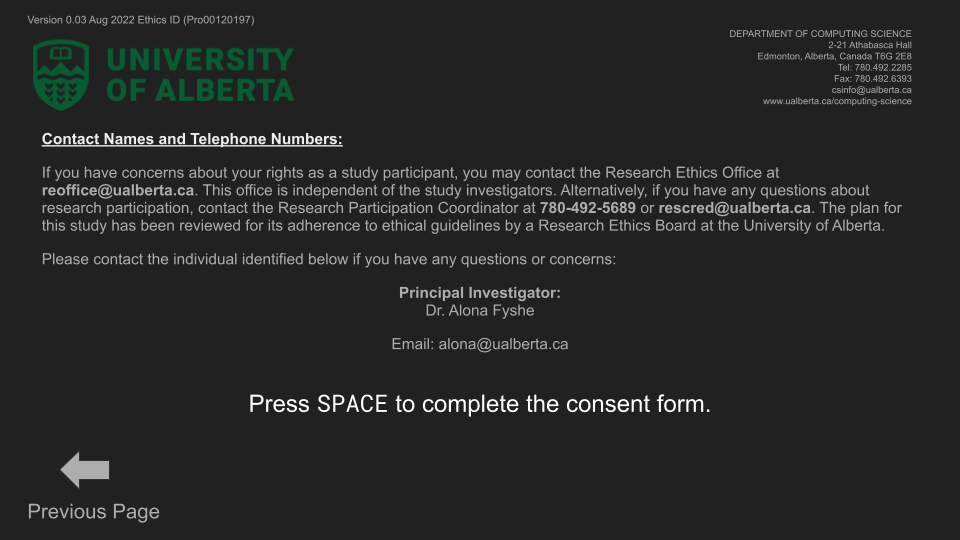 Version 0.03 Aug 2022 Ethics ID (Pro00120197)
UNIVERSITY
OF ALBERTA
DEPARTMENT OF COMPUTING SCIENCE
2-21 Athabasca Hall
Edmonton, Alberta, Canada T6G 2E8
Tel: 780.492.2285
Fax: 780.492.6393
csinfo@ualberta.ca
www.ualberta.ca/computing-science
Contact Names and Telephone Numbers:
If you have concerns about your rights as a study participant, you may contact the Research Ethics Office at
reoffice@ualberta.ca. This office is independent of the study investigators. Alternatively, if you have any questions about
research participation, contact the Research Participation Coordinator at 780-492-5689 or rescred@ualberta.ca. The plan for
this study has been reviewed for its adherence to ethical guidelines by a Research Ethics Board at the University of Alberta.
Please contact the individual identified below if you have any questions or concerns:
Principal Investigator:
Dr. Alona Fyshe
Email: alona@ualberta.ca
Press SPACE to complete the consent form.
Previous Page